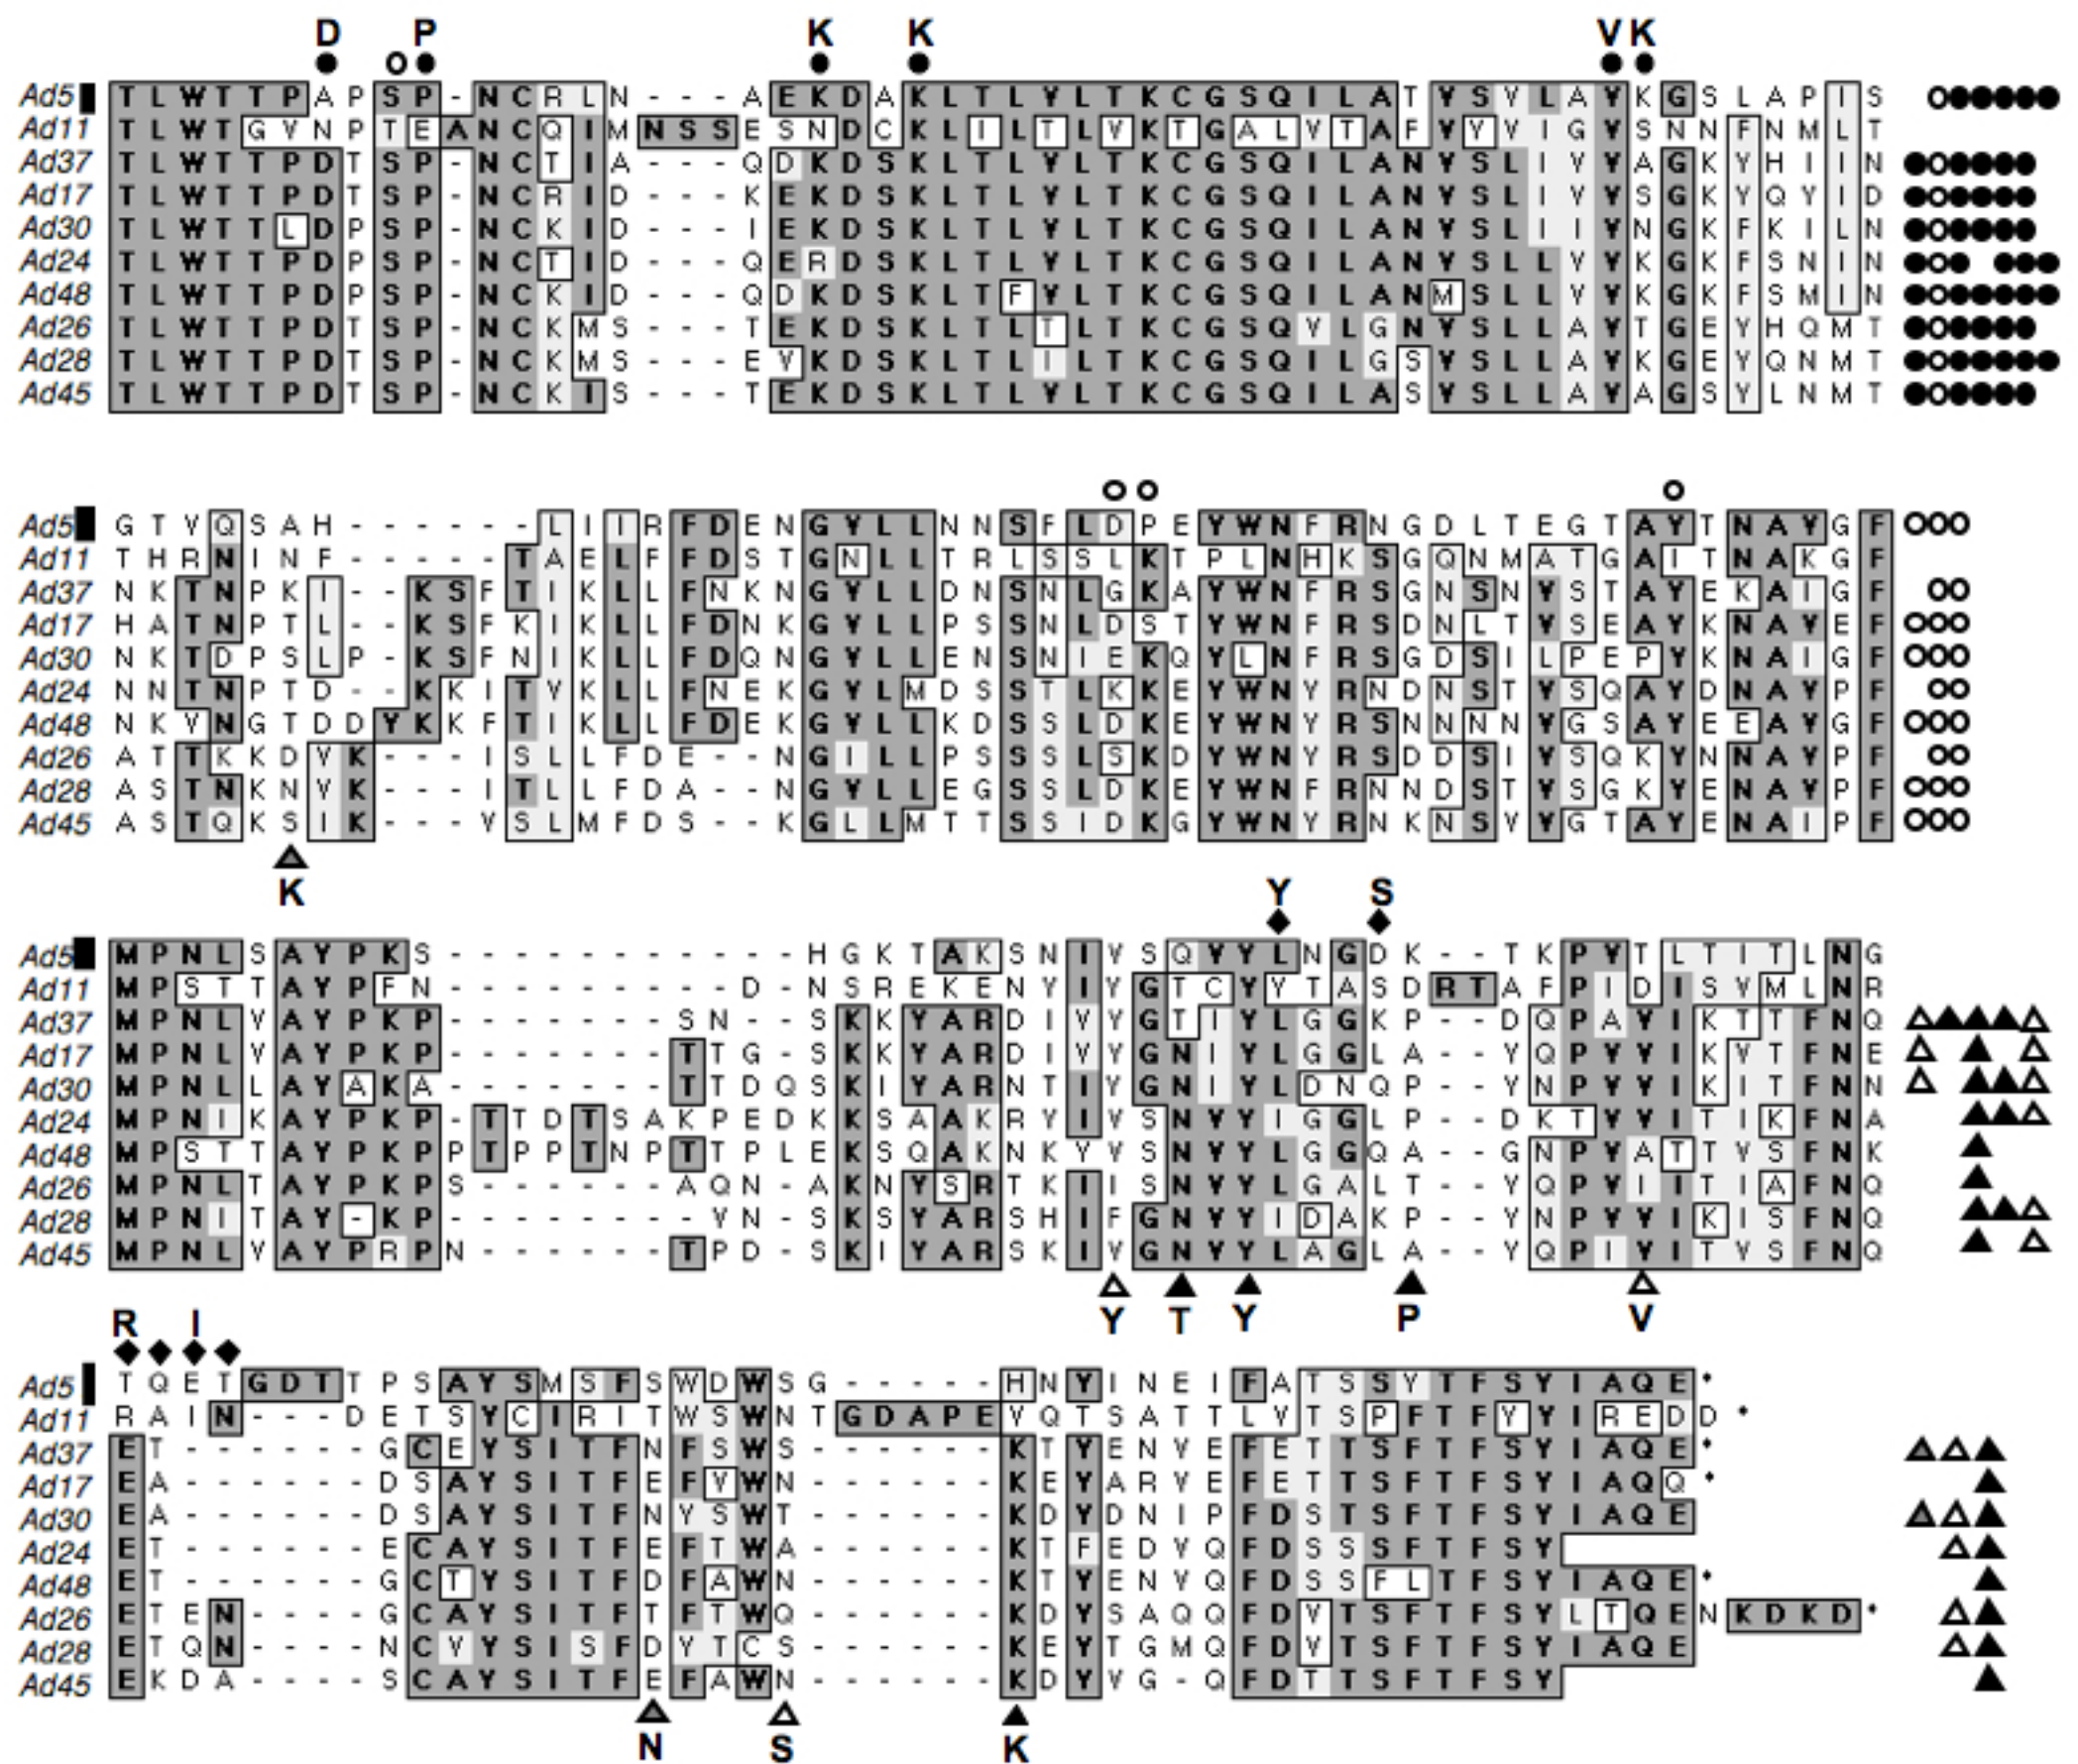 D P K K V K
Ad5 T L W T T P A P S P - N C R L N - - - A E K D A K L T L V L T K C G S Q I L A T V S V L A V K G S L A P I S
Ad11 T L W T G V N P T E A N C Q I M N S S E S N D C K L I L T L V K T G A L V T A F V Y V I G V S N N F N M L T
Ad37 T L W T T P D T S P - N C T I A - - - Q D K D S K L T L V L T K C G S Q I L A N V S L I V V A G K Y H I I N
Ad17 T L W T T P D T S P - N C R I D - - - K E K D S K L T L V L T K C G S Q I L A N V S L I V V S G K Y Q Y I D
Ad30 T L W T T L D P S P - N C K I D - - - I E K D S K L T L V L T K C G S Q I L A N V S L I I V N G K F K I L N
Ad24 T L W T T P D P S P - N C T I D - - - Q E R D S K L T L V L T K C G S Q I L A N V S L L V V K G K F S N I N
Ad48 T L W T T P D P S P - N C K I D - - - Q D K D S K L T F V L T K C G S Q I L A N M S L L V V K G K F S M I N
Ad26 T L W T T P D T S P - N C K M S - - - T E K D S K L T L T L T K C G S Q V L G N V S L L A V T G E Y H Q M T
Ad28 T L W T T P D T S P - N C K M S - - - E V K D S K L T L I L T K C G S Q I L G S V S L L A V K G E Y Q N M T
Ad45 T L W T T P D T S P - N C K I S - - - T E K D S K L T L V L T K C G S Q I L A S V S L L A V A G S Y L N M T
Ad5 G T V Q S A H - - - - - - L I I R F D E N G V L L N N S F L D P E Y W N F R N G D L T E G T A Y T N A V G F
Ad11 T H R N I N F - - - - - T A E L F F D S T G N L L T R L S S L K T P L N H K S G Q N M A T G A I T N A K G F
Ad37 N K T N P K I - - K S F T I K L L F N K N G V L L D N S N L G K A Y W N F R S G N S N V S T A Y E K A I G F
Ad17 H A T N P T L - - K S F K I K L L F D N K G V L L P S S N L D S T Y W N F R S D N L T V S E A Y K N A V E F
Ad30 N K T D P S L P - K S F N I K L L F D Q N G V L L E N S N I E K Q Y L N F R S G D S I L P E P Y K N A I G F
Ad24 N N T N P T D - - K K I T V K L L F N E K G V L M D S S T L K K E Y W N Y R N D N S T V S Q A Y D N A V P F
Ad48 N K V N G T D D Y K K F T I K L L F D E K G V L L K D S S L D K E Y W N Y R S N N N N V G S A Y E E A V G F
Ad26 A T T K K D V K - - - I S L L F D E - - N G I L L P S S S L S K D Y W N Y R S D D S I V S Q K Y N N A V P F
Ad28 A S T N K N V K - - - I T L L F D A - - N G V L L E G S S L D K E Y W N F R N N D S T V S G K Y E N A V P F
Ad45 A S T Q K S I K - - - V S L M F D S - - K G L L M T T S S I D K G Y W N Y R N K N S V V G T A Y E N A I P F
K
Y S
Ad5 M P N L S A Y P K S - - - - - - - - - - - H G K T A K S N I V S Q V Y L N G D K - - T K P V T L T I T L N G
Ad11 M P S T T A Y P F N - - - - - - - - - D - N S R E K E N Y I Y G T C Y Y T A S D R T A F P I D I S V M L N R
Ad37 M P N L V A Y P K P - - - - - - - S N - - S K K Y A R D I V Y G T I Y L G G K P - - D Q P A V I K T T F N Q
Ad17 M P N L V A Y P K P - - - - - - - T T G - S K K Y A R D I V Y G N I Y L G G L A - - Y Q P V V I K V T F N E
Ad30 M P N L L A Y A K A - - - - - - - T T D Q S K I Y A R N T I Y G N I Y L D N Q P - - Y N P V V I K I T F N N
Ad24 M P N I K A Y P K P - T T D T S A K P E D K K S A A K R Y I V S N V Y I G G L P - - D K T V V I T I K F N A
Ad48 M P S T T A Y P K P P T P P T N P T T P L E K S Q A K N K Y V S N V Y L G G Q A - - G N P V A T T V S F N K
Ad26 M P N L T A Y P K P S - - - - - - A Q N - A K N Y S R T K I I S N V Y L G A L T - - Y Q P V I I T I A F N Q
Ad28 M P N I T A Y - K P - - - - - - - - V N - S K S Y A R S H I F G N V Y I D A K P - - Y N P V V I K I S F N Q
Ad45 M P N L V A Y P R P N - - - - - - T P D - S K I Y A R S K I V G N V Y L A G L A - - Y Q P I V I T V S F N Q
Y T Y P V
R I
Ad5 T Q E T G D T T P S A Y S M S F S W D W S G - - - - - H N Y I N E I F A T S S Y T F S Y I A Q E *
Ad11 R A I N - - - D E T S Y C I R I T W S W N T G D A P E V Q T S A T T L V T S P F T F Y Y I R E D D *
Ad37 E T - - - - - - G C E Y S I T F N F S W S - - - - - - K T Y E N V E F E T T S F T F S Y I A Q E *
Ad17 E A - - - - - - D S A Y S I T F E F V W N - - - - - - K E Y A R V E F E T T S F T F S Y I A Q Q *
Ad30 E A - - - - - - D S A Y S I T F N Y S W T - - - - - - K D Y D N I P F D S T S F T F S Y I A Q E
Ad24 E T - - - - - - E C A Y S I T F E F T W A - - - - - - K T F E D V Q F D S S S F T F S Y
Ad48 E T - - - - - - G C T Y S I T F D F A W N - - - - - - K T Y E N V Q F D S S F L T F S Y I A Q E *
Ad26 E T E N - - - - G C A Y S I T F T F T W Q - - - - - - K D Y S A Q Q F D V T S F T F S Y L T Q E N K D K D *
Ad28 E T Q N - - - - N C V Y S I S F D Y T C S - - - - - - K E Y T G M Q F D V T S F T F S Y I A Q E
Ad45 E K D A - - - - S C A Y S I T F E F A W N - - - - - - K D Y V G - Q F D T T S F T F S Y
N S K